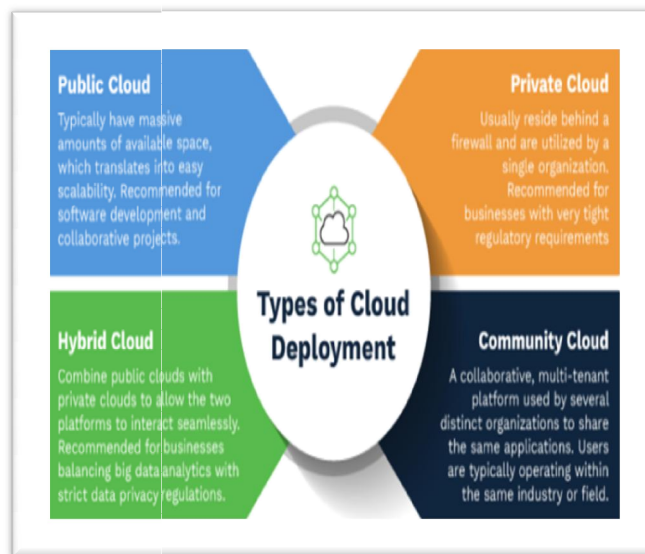 Public Cloud
Typically have massive
amounts of available space,
which translates into easy
scalability. Recommended for
software development and
collaborative projects.
Private Cloud
Usually reside behind a
firewall and are utilized by a
single organization.
Recommended for
businesses with very tight
regulatory requirements
Types of Cloud
Deployment
Hybrid Cloud
Combine public clouds with
private clouds to allow the two
platforms to interact seamlessly.
Recommended for businesses
balancing big data analytics with
strict data privacy regulations.
Community Cloud
A collaborative, multi-tenant
platform used by several
distinct organizations to share
the same applications. Users
are typically operating within
the same industry or field.